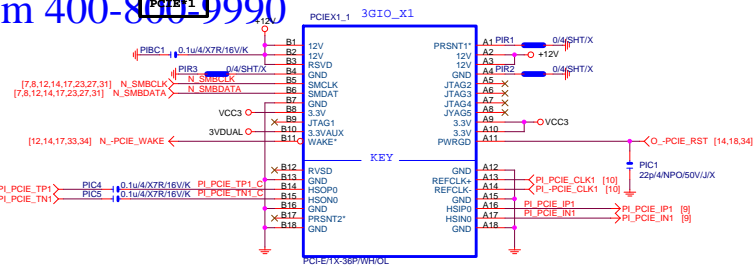 m 400-800-9990
PCIE*1
PCIEX1_1 3GIO_X1
+12V
PIBC1 0.1u/4/X7R/16V/K
PIR3 0/4/SHT/X
[7,8,12,14,17,23,27,31] N_SMBCLK N_SMBCLK
[7,8,12,14,17,23,27,31] N_SMBDATA N_SMBDATA
VCC3
3VDUAL
[12,14,17,33,34] N_-PCIE_WAKE
PI_PCIE_TP1 PIC4 0.1u/4/X7R/16V/K PI_PCIE_TP1_C
PI_PCIE_TN1 PIC5 0.1u/4/X7R/16V/K PI_PCIE_TN1_C
B1 12V
B2 12V
B3 RSVD
B4 GND
B5 SMCLK
B6 SMDAT
B7 GND
B8 3.3V
B9 JTAG1
B10 3.3VAUX
B11 WAKE*
KEY
B12 RVSD
B13 GND
B14 HSOP0
B15 HSON0
B16 GND
B17 PRSNT2*
B18 GND
PRSNT1* A1
12V A2
12V A3
GND A4
JTAG2 A5
JTAG3 A6
JTAG4 A7
JYAG5 A8
3.3V A9
3.3V A10
PWRGD A11
GND A12
REFCLK+ A13
REFCLK- A14
GND A15
HSIP0 A16
HSIN0 A17
GND A18
PIR1 0/4/SHT/X
+12V
PIR2 0/4/SHT/X
VCC3
O_-PCIE_RST [14,18,34]
PIC1
22p/4/NPO/50V/J/X
PI_PCIE_CLK1 [10]
PI_-PCIE_CLK1 [10]
PI_PCIE_IP1 PI_PCIE_IP1 [9]
PI_PCIE_IN1 PI_PCIE_IN1 [9]
PCI-E/1X-36P/WH/OL